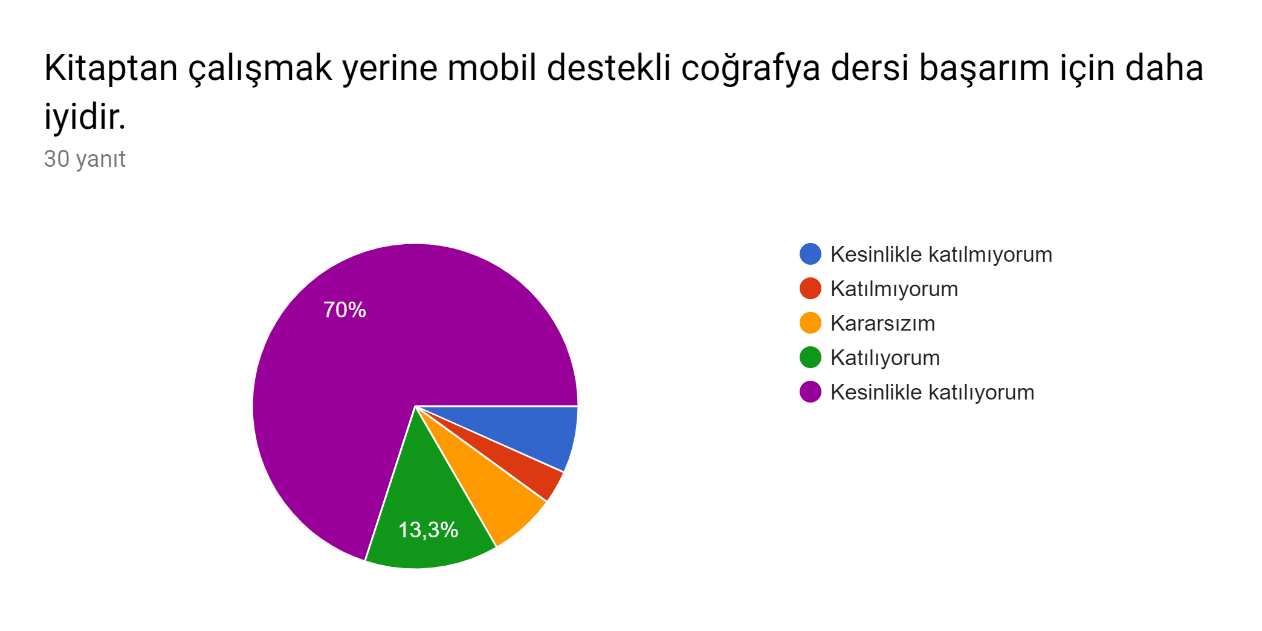 Kitaptan çalışmak yerine mobil destekli coğrafya dersi başarım için daha
iyidir.
30 yanıt
70%
13,3%
Kesinlikle katılmıyorum
Katılmıyorum
Kararsızım
Katılıyorum
Kesinlikle katılıyorum